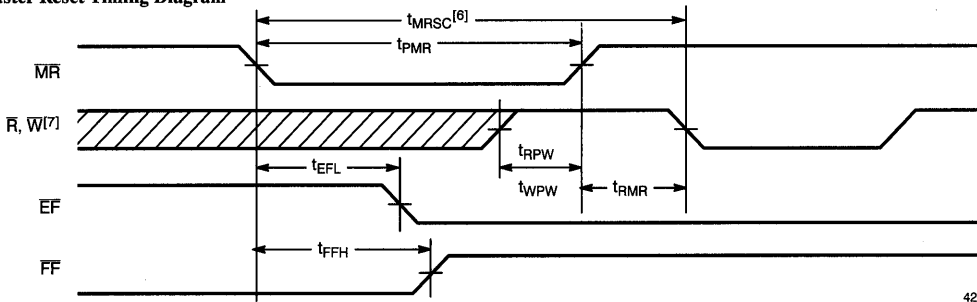 Master Reset Timing Diagram
tMRSC[6]
tPMR
MR
R, W[7]
tRPW
tEFL
tWPW
tRMR
EF
tFFH
FF
42